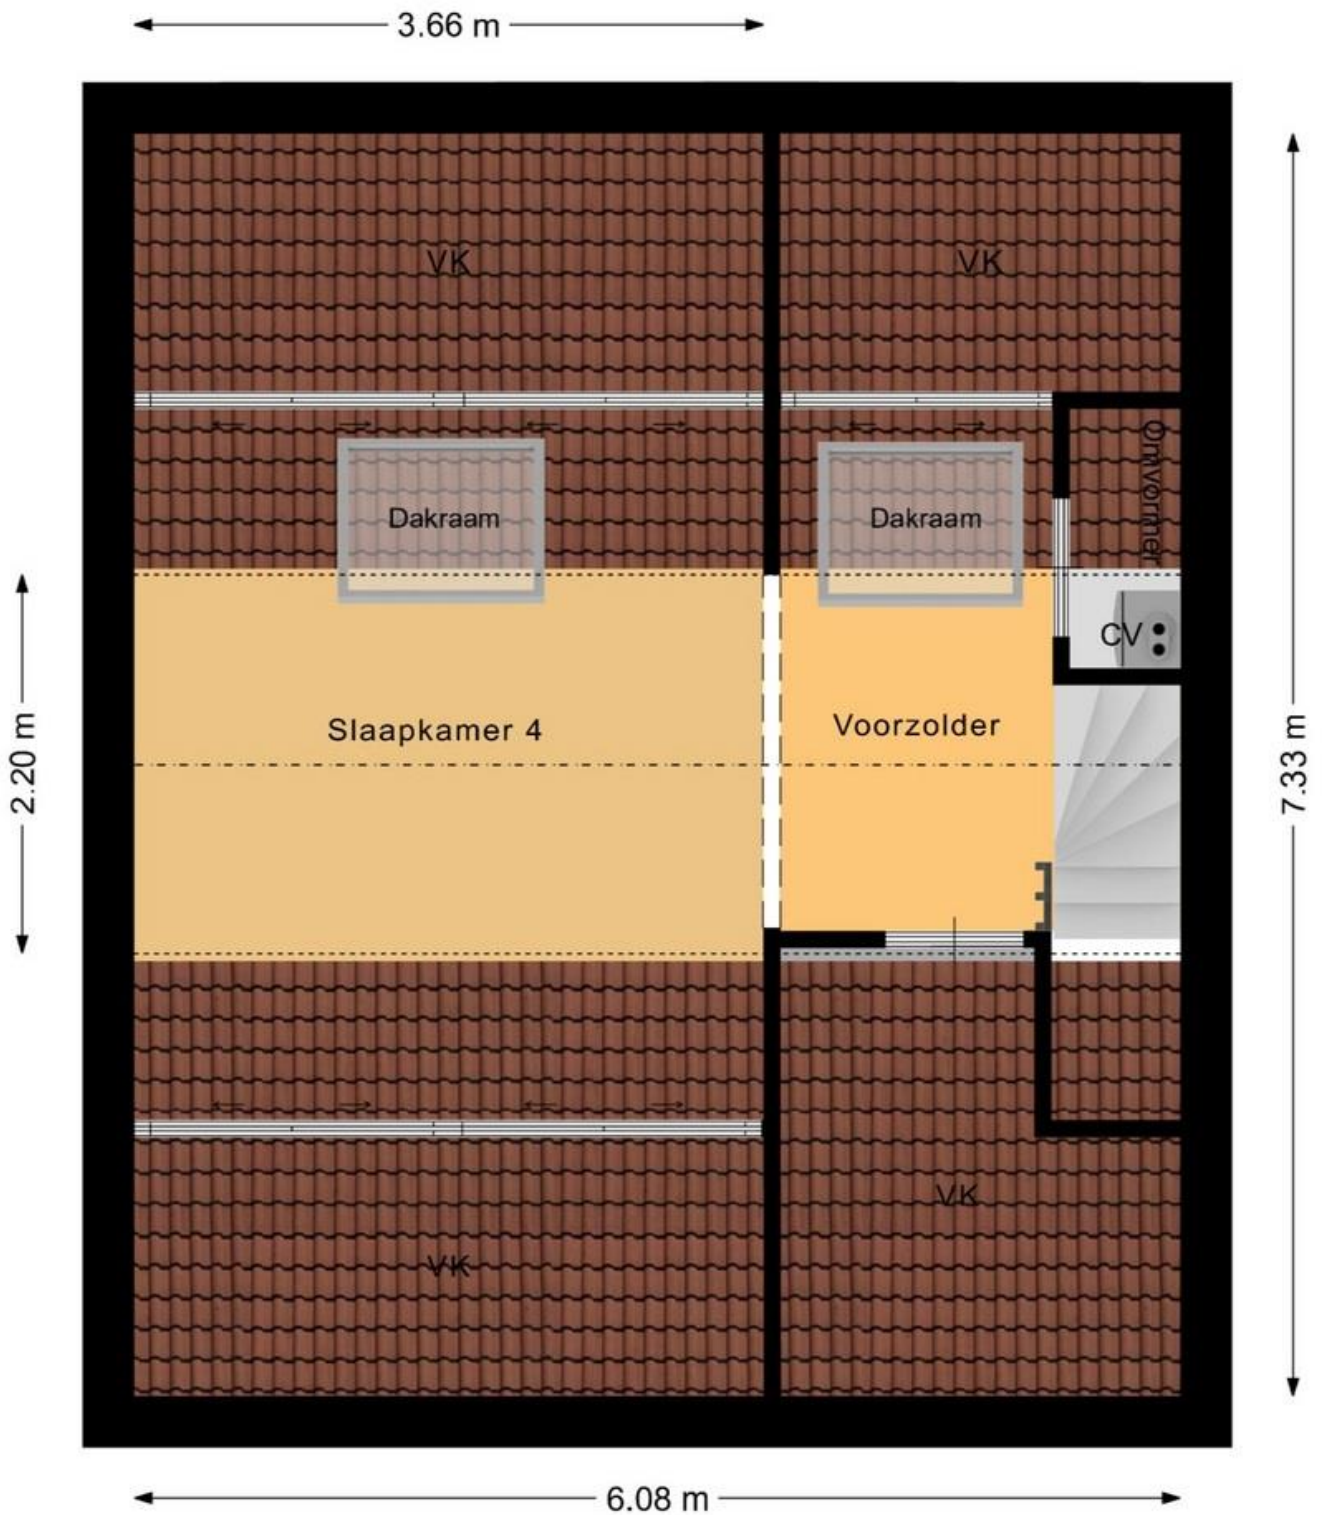 3.66 m
VK
VK
Dakraam
Dakraam
Omvormer
CV
Slaapkamer 4
Voorzolder
2.20 m
7.33 m
VK
VK
6.08 m